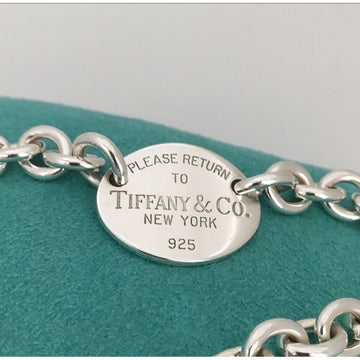 PLEASE RETURN
TO
TIFFANY & CO.
NEW YORK
925